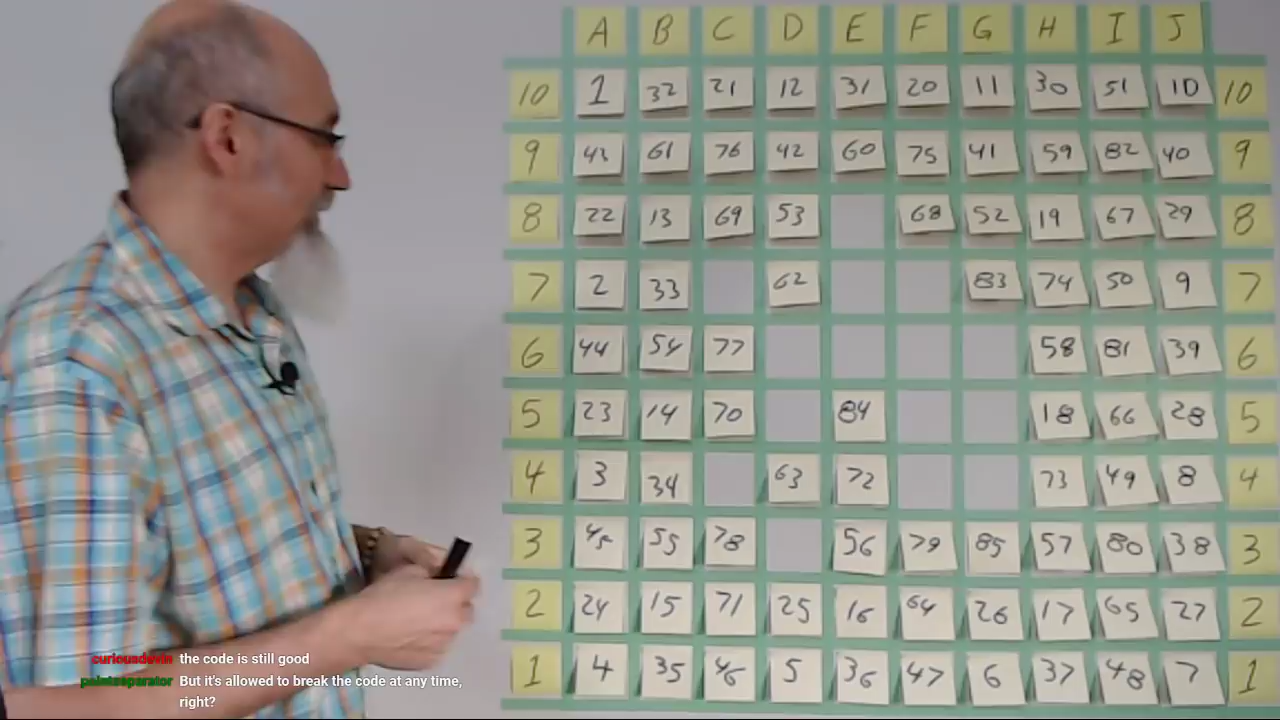 A B C D E F G H I J
10 1 32 21 12 31 20 11 30 51 10 10
9 43 61 76 42 60 75 41 59 82 40 9
8 22 13 69 53 68 52 19 67 29 8
7 2 33 62 83 74 50 9 7
6 44 54 77 58 81 39 6
5 23 14 70 84 18 66 28 5
4 3 34 63 72 73 49 8 4
3 45 55 78 56 79 85 57 80 38 3
2 24 15 71 25 16 64 26 17 65 27 2
1 4 35 46 5 36 47 6 37 48 7 1
curiousdevin the code is still good
paintseparator But it's allowed to break the code at any time,
right?